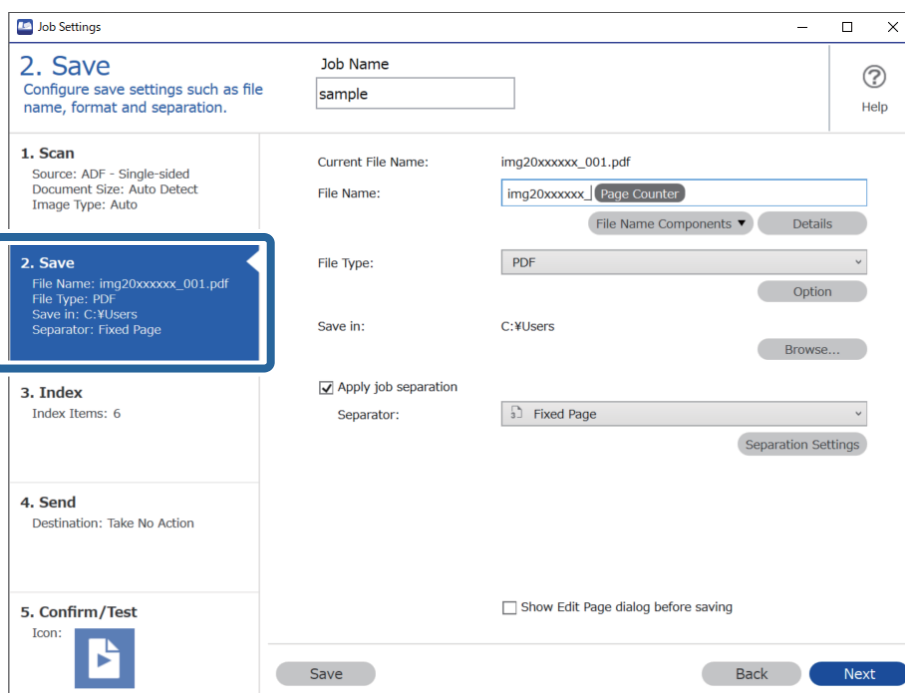 Job Settings
2. Save
Configure save settings such as file
name, format and separation.
Job Name
sample
Help
1. Scan
Source: ADF - Single-sided
Document Size: Auto Detect
Image Type: Auto
2. Save
File Name: img20xxxxxx_001.pdf
File Type: PDF
Save in: C:¥Users
Separator: Fixed Page
3. Index
Index Items: 6
4. Send
Destination: Take No Action
5. Confirm/Test
Icon:
Current File Name: img20xxxxxx_001.pdf
File Name: img20xxxxxx_ Page Counter
File Name Components ▼ Details
File Type: PDF
Option
Save in: C:¥Users
Browse...
Apply job separation
Separator: 3 Fixed Page
Separation Settings
Show Edit Page dialog before saving
Save Back Next